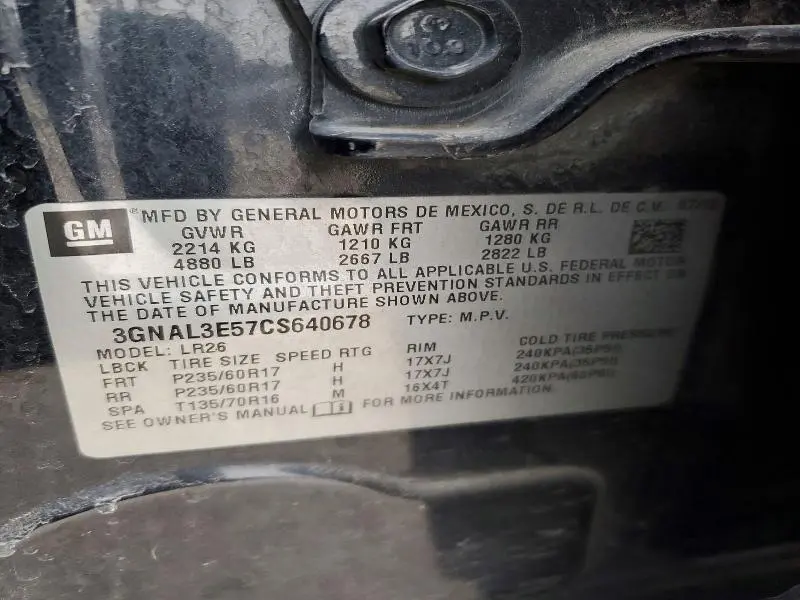 10.9
GM
® MFD BY GENERAL MOTORS DE MEXICO, S. DE R.L. DE C.V.
GVWR GAWR FRT GAWR RR
2214 KG 1210 KG 1280 KG
4880 LB 2667 LB 2822 LB
THIS VEHICLE CONFORMS TO ALL APPLICABLE U.S. FEDERAL MOTOR
VEHICLE SAFETY AND THEFT PREVENTION STANDARDS IN EFFECT ON
THE DATE OF MANUFACTURE SHOWN ABOVE.
3GNAL3E57CS640678 TYPE: M.P.V.
MODEL: LR26
LBCK TIRE SIZE SPEED RTG RIM COLD TIRE PRESSURE
FRT P235/60R17 H 17X7J 240KPA(35PSI)
RR P235/60R17 H 17X7J 240KPA(35PSI)
SPA T135/70R16 M 16X4T 420KPA(60PSI)
SEE OWNER'S MANUAL FOR MORE INFORMATION.